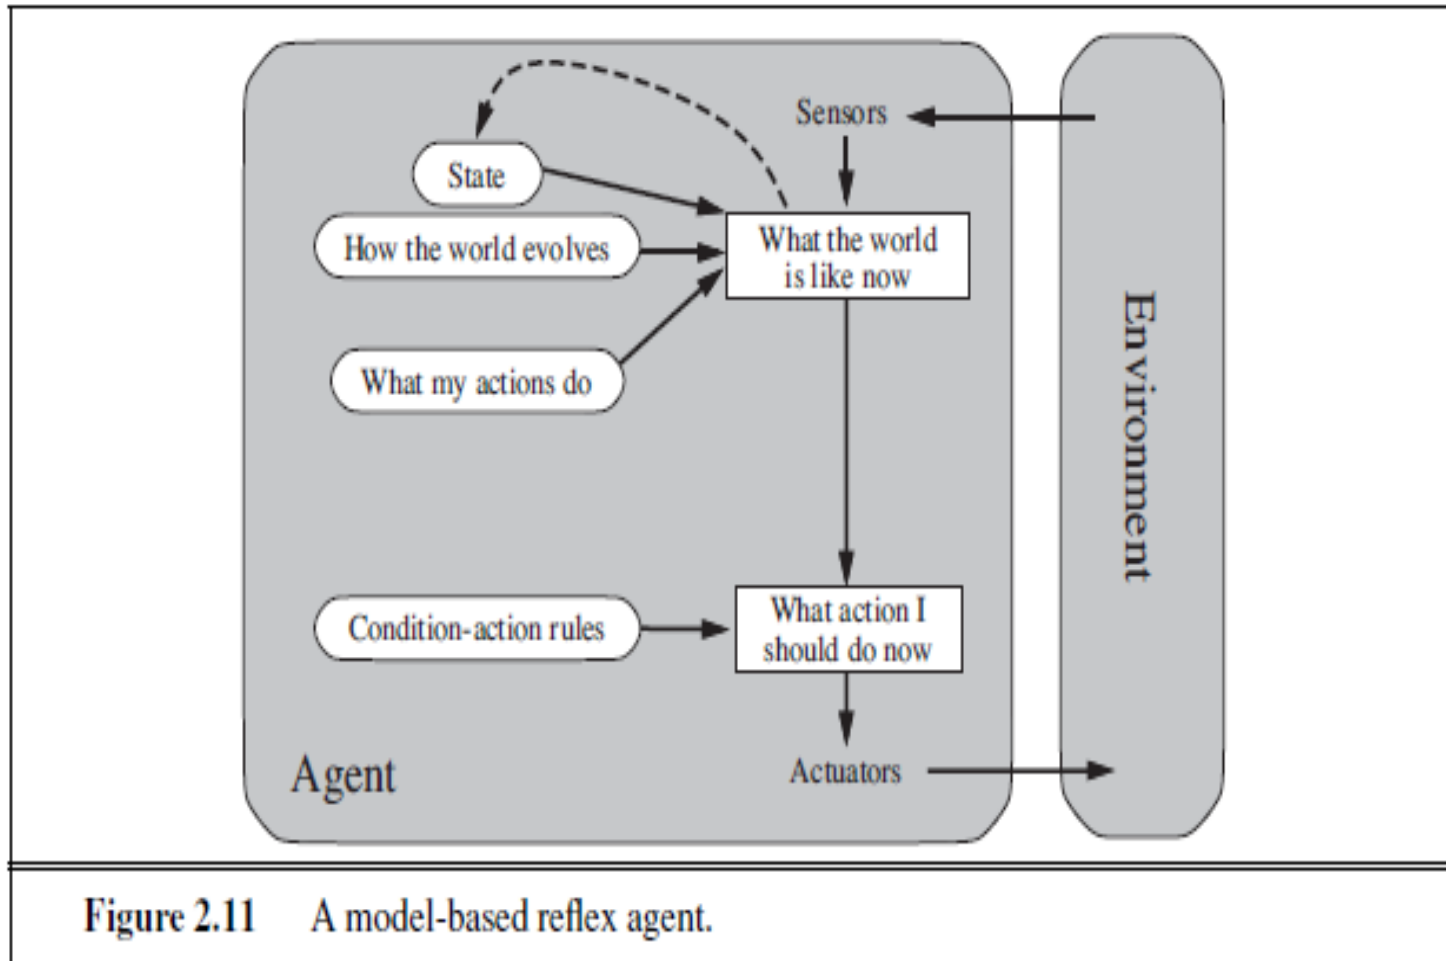 Sensors
State
What the world
is like now
How the world evolves
What my actions do
Environment
Condition-action rules
What action I
should do now
Agent
Actuators
Figure 2.11 A model-based reflex agent.